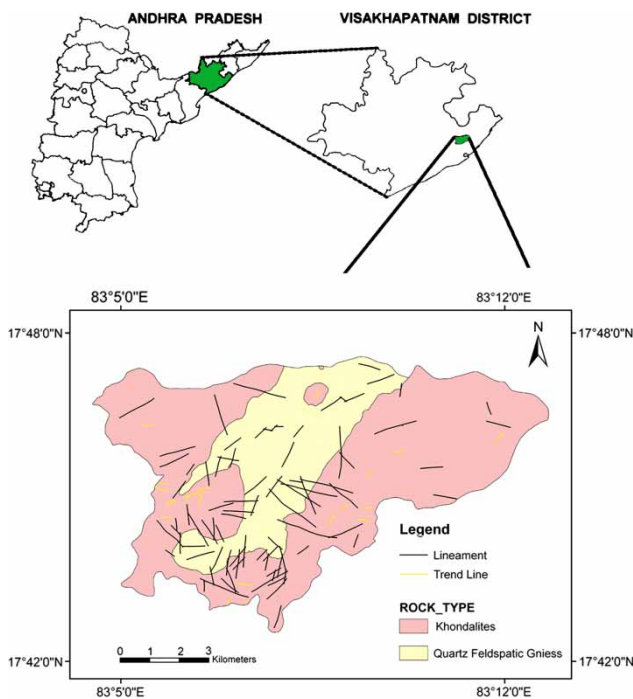 ANDHRA PRADESH
VISAKHAPATNAM DISTRICT
83°5'0"E
83°12'0"E
17°48'0"N
17°48'0"N
N
Legend
Lineament
Trend Line
ROCK_TYPE
Khondalites
Quartz Feldspatic Gniess
0 1 2 3
Kilometers
17°42'0"N
17°42'0"N
83°5'0"E
83°12'0"E